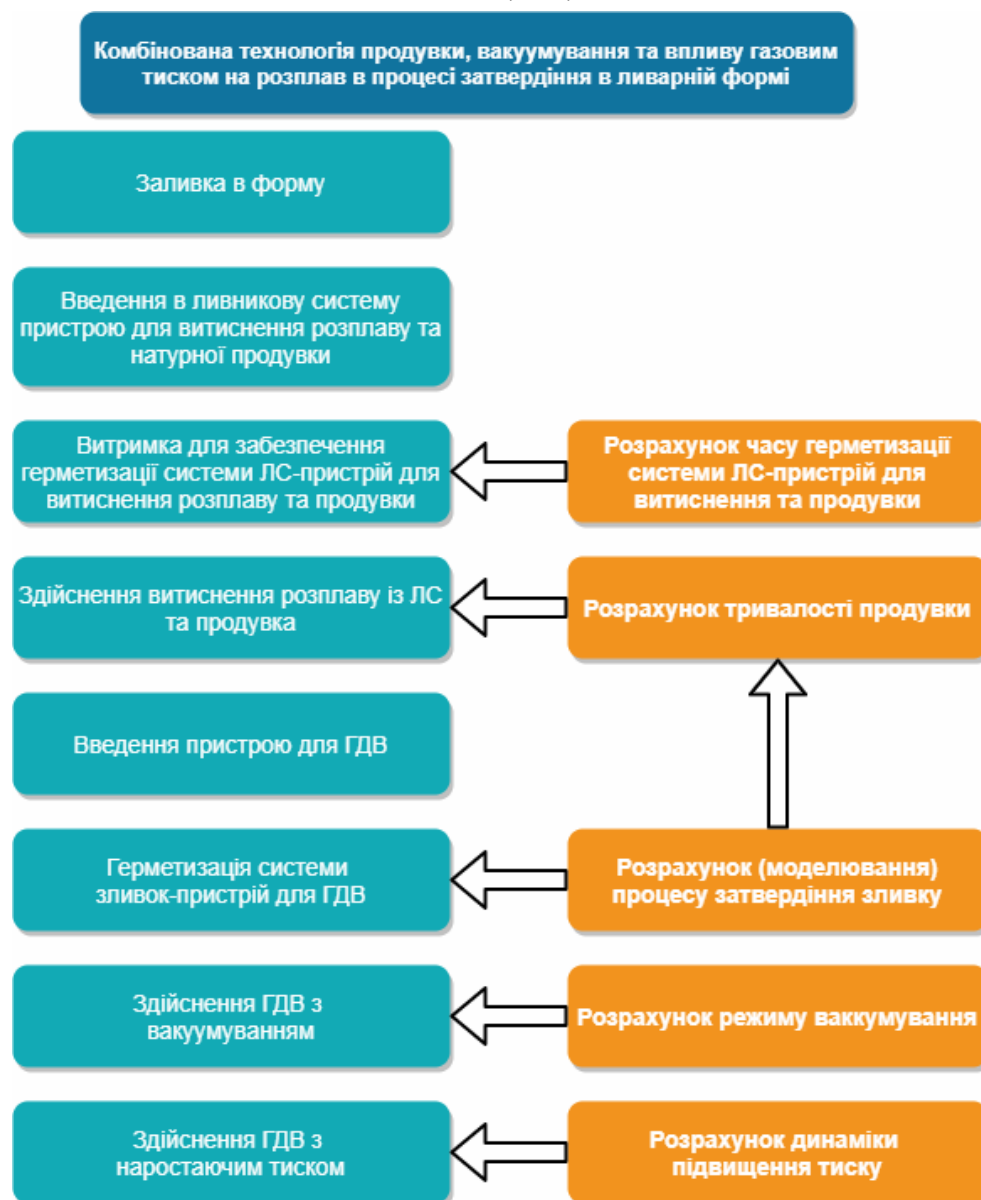 Комбінована технологія продувки, вакуумування та впливу газовим
тиском на розплав в процесі затвердіння в ливарній формі
Заливка в форму
Введення в ливникову систему
пристрою для витиснення розплаву та
натурної продувки
Витримка для забезпечення
герметизації системи ЛС-пристрій для
витиснення розплаву та продувки
Розрахунок часу герметизації
системи ЛС-пристрій для
витиснення та продувки
Здійснення витиснення розплаву із ЛС
та продувка
Розрахунок тривалості продувки
Введення пристрою для ГДВ
Герметизація системи
зливок-пристрій для ГДВ
Розрахунок (моделювання)
процесу затвердіння зливку
Здійснення ГДВ з
вакуумуванням
Розрахунок режиму ваккумування
Здійснення ГДВ з
наростаючим тиском
Розрахунок динаміки
підвищення тиску